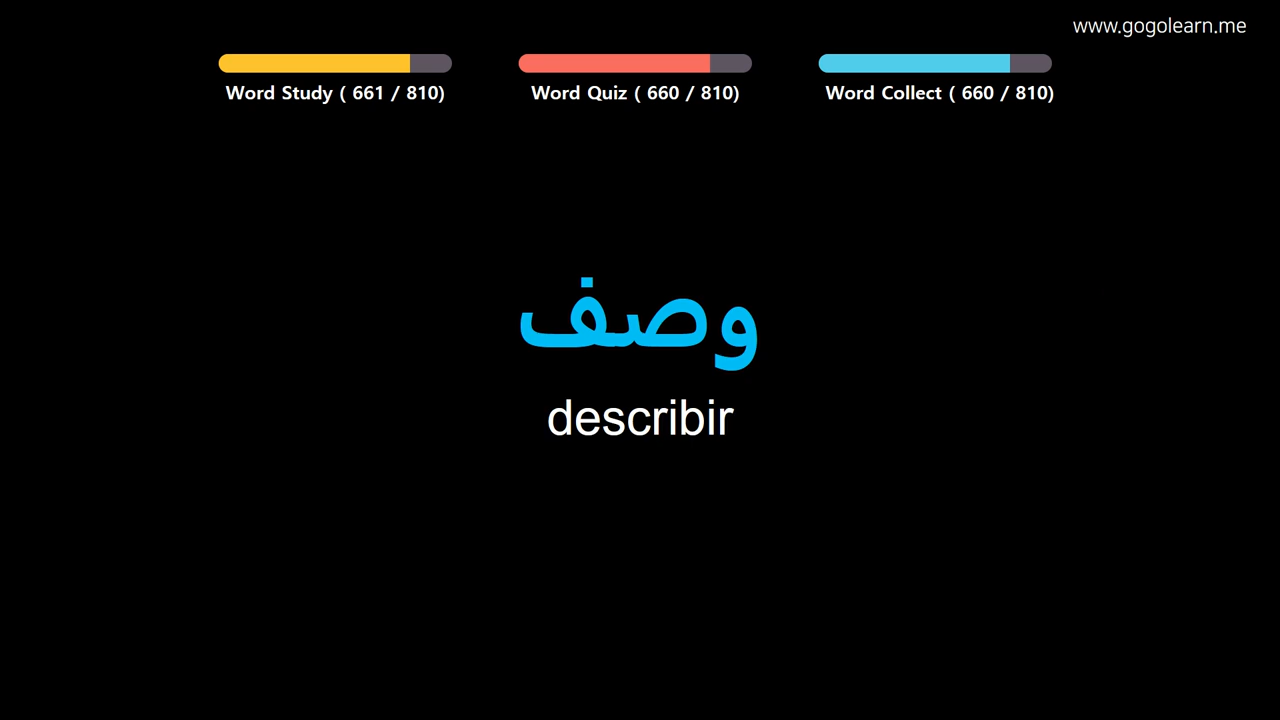 www.gogolearn.me
Word Study ( 661 / 810)
Word Quiz ( 660 / 810)
Word Collect ( 660 / 810)
وصف
describir